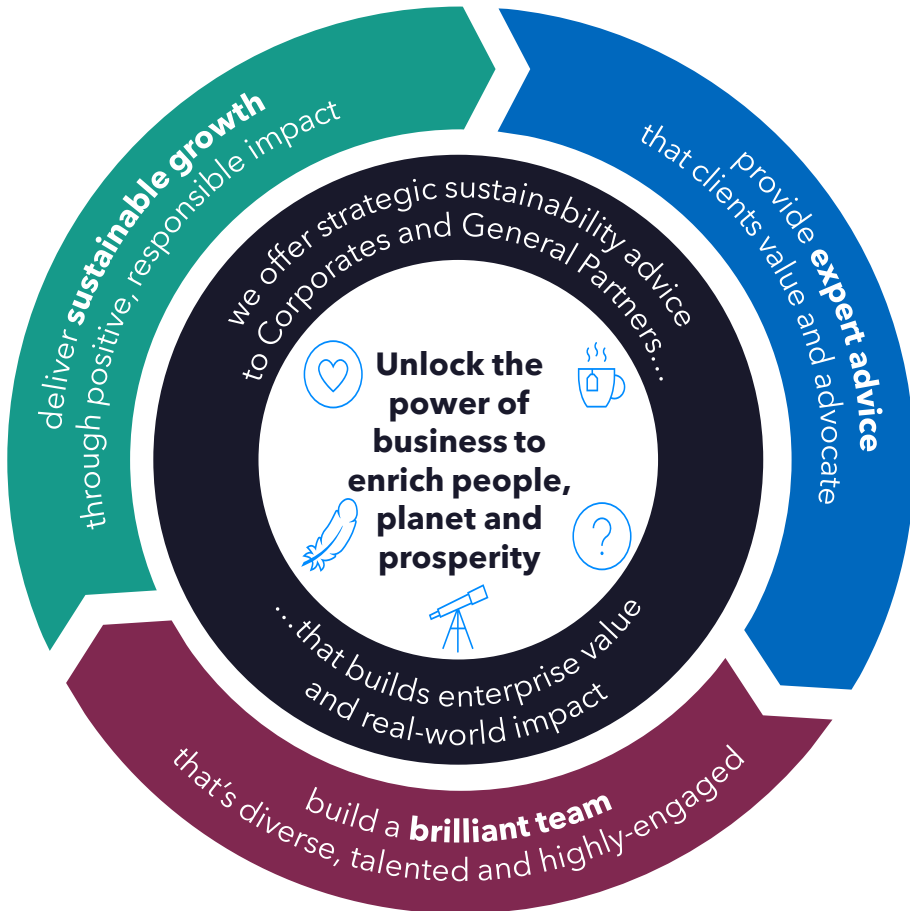 deliver sustainable growth
through positive, responsible impact
provide expert advice
that clients value and advocate
we offer strategic sustainability advice
to Corporates and General Partners...
Unlock the
power of
business to
enrich people,
planet and
prosperity
?
...that builds enterprise value
and real-world impact
build a brilliant team
that's diverse, talented and highly-engaged